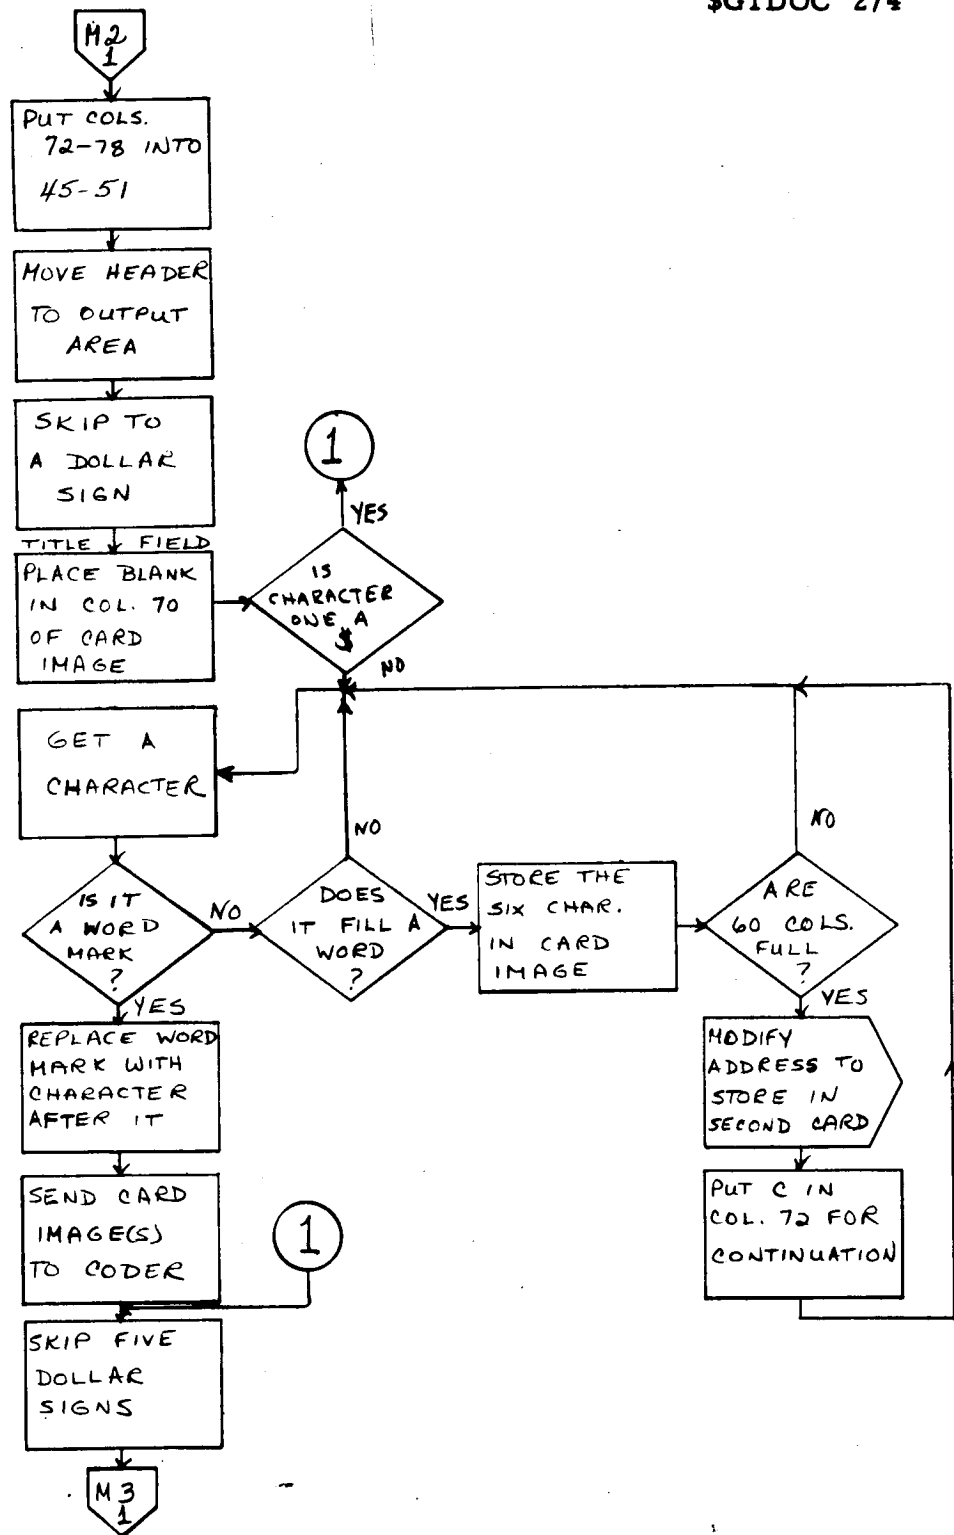 $GTDOC 2/4
M2
1
PUT COLS.
72-78 INTO
45-51
MOVE HEADER
TO OUTPUT
AREA
SKIP TO
A DOLLAR
SIGN
1
YES
TITLE FIELD
PLACE BLANK
IN COL. 70
OF CARD
IMAGE
IS
CHARACTER
ONE A
$
NO
GET A
CHARACTER
NO
NO
IS IT
A WORD
MARK
?
NO
DOES
IT FILL A
WORD
?
YES
STORE THE
SIX CHAR.
IN CARD
IMAGE
ARE
60 COLS.
FULL
?
YES
YES
REPLACE WORD
MARK WITH
CHARACTER
AFTER IT
MODIFY
ADDRESS TO
STORE IN
SECOND CARD
SEND CARD
IMAGE(S)
TO CODER
1
PUT C IN
COL. 72 FOR
CONTINUATION
SKIP FIVE
DOLLAR
SIGNS
M3
1